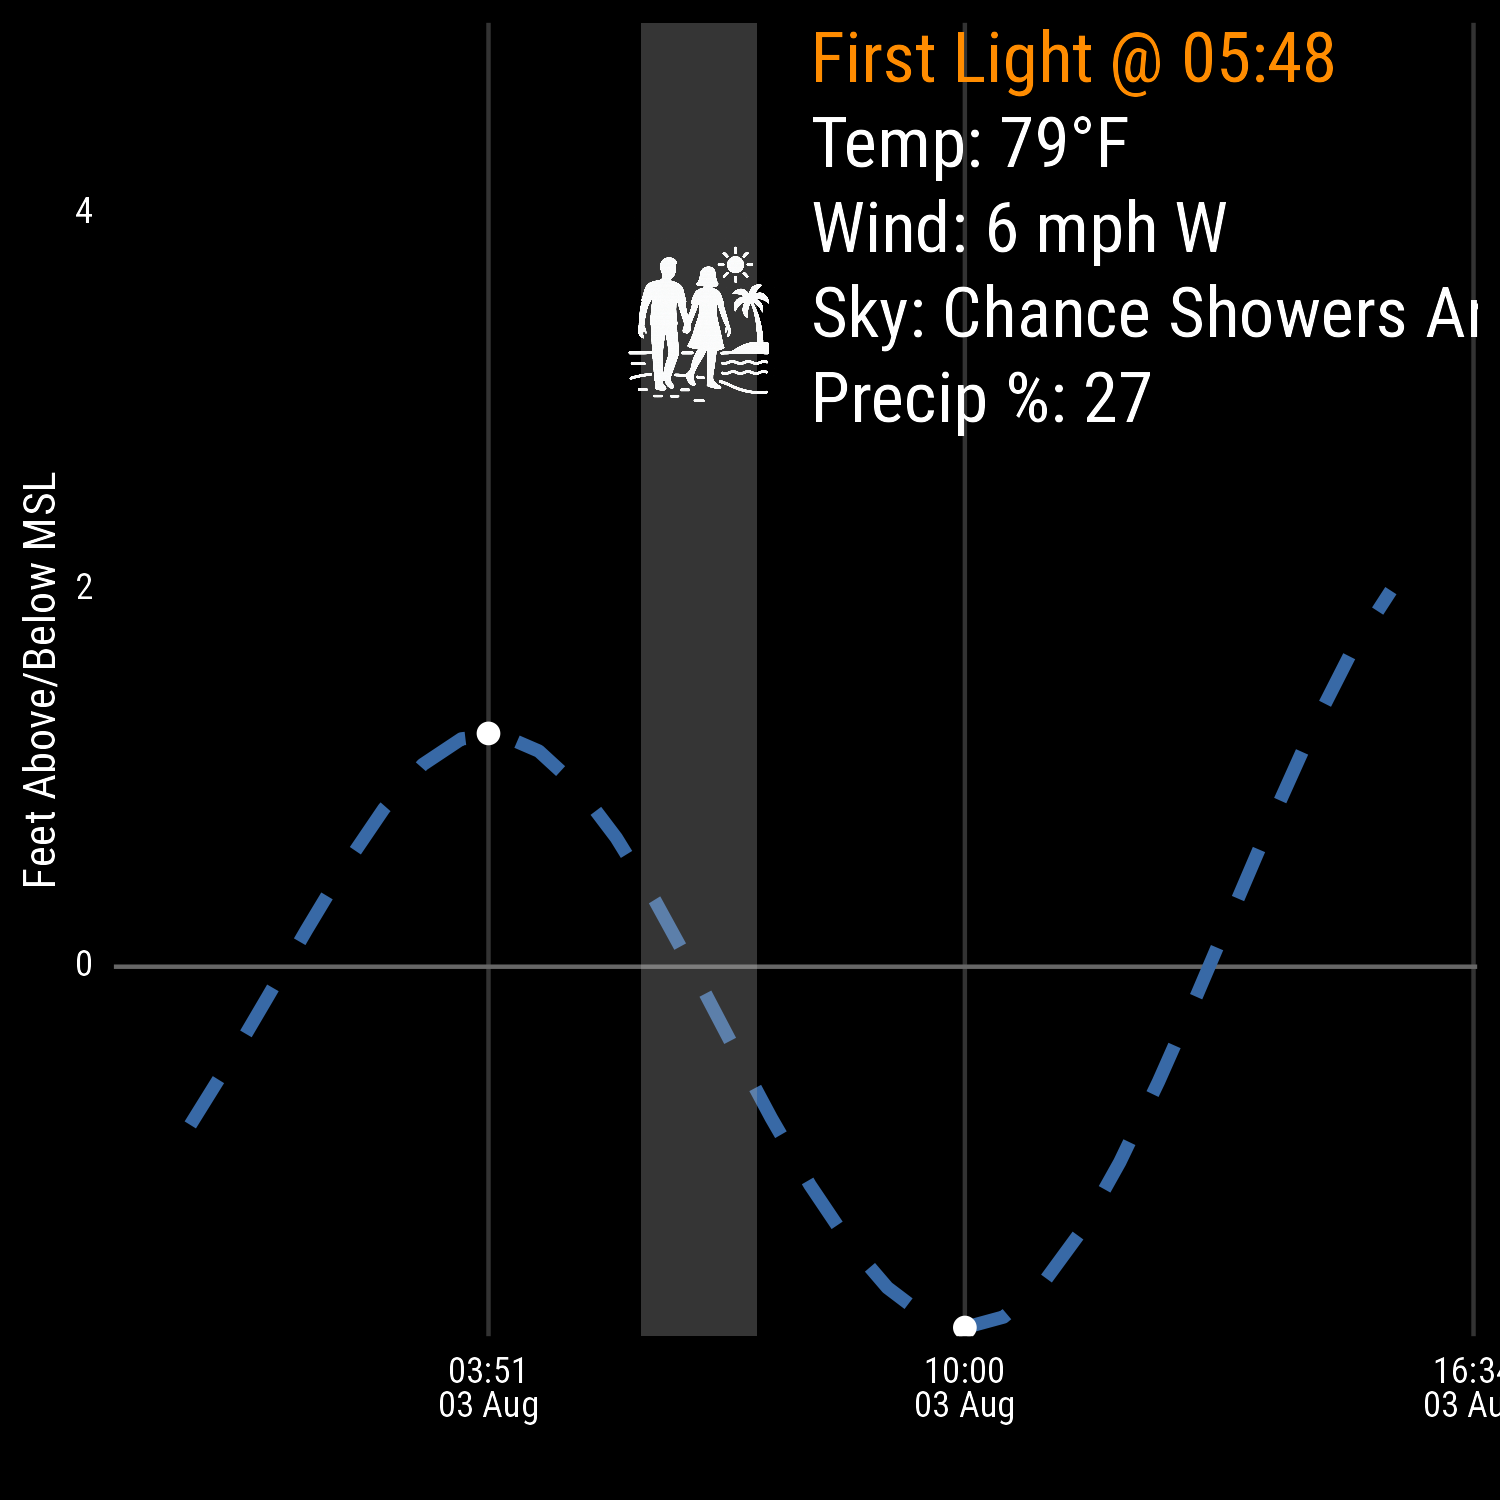 First Light @ 05:48
Temp: 79°F
Wind: 6 mph W
Sky: Chance Showers
Precip %: 27
Feet Above/Below MSL
4
2
0
03:51
03 Aug
10:00
03 Aug
03